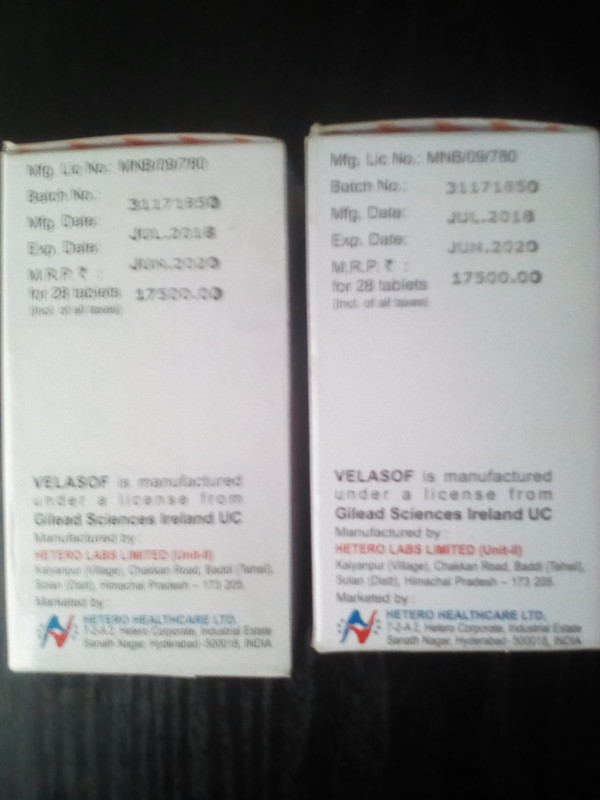 Mfg. Lic No.: MNB/09/780
Batch No.: 31171850
Mfg. Date: JUL.2018
Exp. Date: JUN.2020
M.R.P. ₹ :
for 28 tablets 17500.00
(Incl. of all taxes)
VELASOF is manufactured
under a license from
Gilead Sciences Ireland UC
Manufactured by :
HETERO LABS LIMITED (Unit-II)
Kalyanpur (Village), Chakkan Road, Baddi (Tehsil),
Solan (Distt), Himachal Pradesh – 173 205.
Marketed by :
HETERO HEALTHCARE LTD.
7-2-A2, Hetero Corporate, Industrial Estate
Sanath Nagar, Hyderabad-500018, INDIA
Mfg. Lic No.: MNB/09/780
Batch No.: 31171850
Mfg. Date: JUL.2018
Exp. Date: JUN.2020
M.R.P. ₹ :
for 28 tablets 17500.00
(Incl. of all taxes)
VELASOF is manufactured
under a license from
Gilead Sciences Ireland UC
Manufactured by :
HETERO LABS LIMITED (Unit-II)
Kalyanpur (Village), Chakkan Road, Baddi (Tehsil),
Solan (Distt), Himachal Pradesh – 173 205.
Marketed by :
HETERO HEALTHCARE LTD.
7-2-A2, Hetero Corporate, Industrial Estate
Sanath Nagar, Hyderabad-500018, INDIA